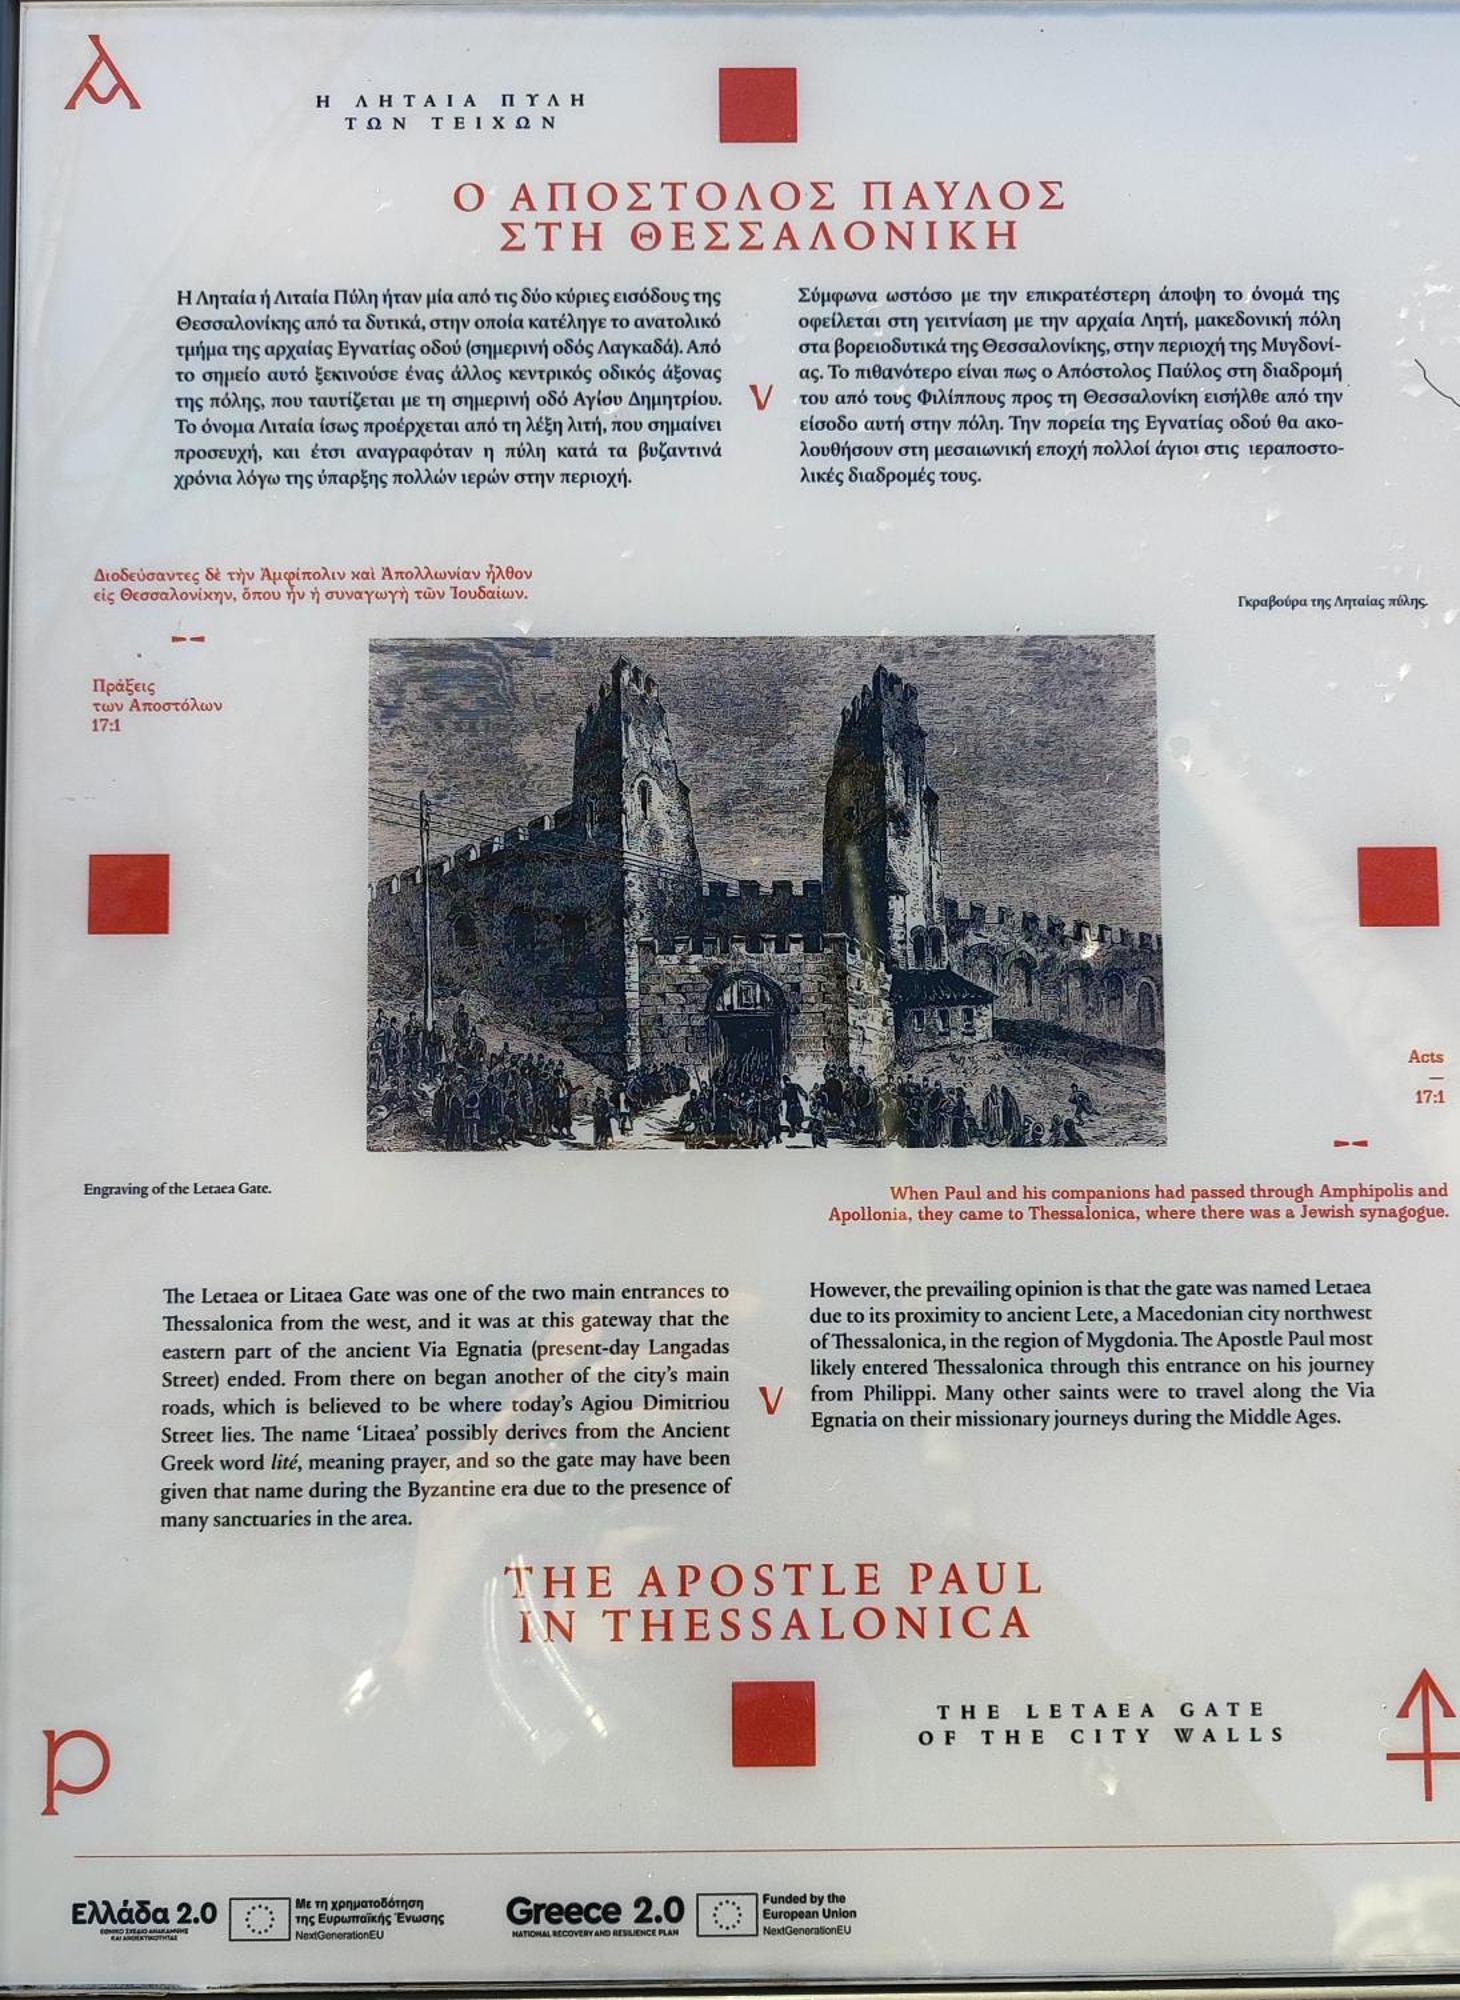 Η ΛΗΤΑΙΑ ΠΥΛΗ
ΤΩΝ ΤΕΙΧΩΝ
Ο ΑΠΟΣΤΟΛΟΣ ΠΑΥΛΟΣ
ΣΤΗ ΘΕΣΣΑΛΟΝΙΚΗ
Η Ληταία ή Λιταία Πύλη ήταν μία από τις δύο κύριες εισόδους της
Θεσσαλονίκης από τα δυτικά, στην οποία κατέληγε το ανατολικό
τμήμα της αρχαίας Εγνατίας οδού (σημερινή οδός Λαγκαδά). Από
το σημείο αυτό ξεκινούσε ένας άλλος κεντρικός οδικός άξονας
της πόλης, που ταυτίζεται με τη σημερινή οδό Αγίου Δημητρίου.
Το όνομα Λιταία ίσως προέρχεται από τη λέξη λιτή, που σημαίνει
προσευχή, και έτσι αναγραφόταν η πύλη κατά τα βυζαντινά
χρόνια λόγω της ύπαρξης πολλών ιερών στην περιοχή.
Σύμφωνα ωστόσο με την επικρατέστερη άποψη το όνομά της
οφείλεται στη γειτνίαση με την αρχαία Λητή, μακεδονική πόλη
στα βορειοδυτικά της Θεσσαλονίκης, στην περιοχή της Μυγδονί-
ας. Το πιθανότερο είναι πως ο Απόστολος Παύλος στη διαδρομή
του από τους Φιλίππους προς τη Θεσσαλονίκη εισήλθε από την
είσοδο αυτή στην πόλη. Την πορεία της Εγνατίας οδού θα ακο-
λουθήσουν στη μεσαιωνική εποχή πολλοί άγιοι στις ιεραποστο-
λικές διαδρομές τους.
Διοδεύσαντες δὲ τὴν Ἀμφίπολιν καὶ Ἀπολλωνίαν ἦλθον
εἰς Θεσσαλονίκην, ὅπου ἦν ἡ συναγωγὴ τῶν Ἰουδαίων.
Πράξεις
των Αποστόλων
17:1
Γκραβούρα της Ληταίας πύλης.
Acts
—
17:1
Engraving of the Letaea Gate.
When Paul and his companions had passed through Amphipolis and
Apollonia, they came to Thessalonica, where there was a Jewish synagogue.
The Letaea or Litaea Gate was one of the two main entrances to
Thessalonica from the west, and it was at this gateway that the
eastern part of the ancient Via Egnatia (present-day Langadas
Street) ended. From there on began another of the city's main
roads, which is believed to be where today's Agiou Dimitriou
Street lies. The name 'Litaea' possibly derives from the Ancient
Greek word lité, meaning prayer, and so the gate may have been
given that name during the Byzantine era due to the presence of
many sanctuaries in the area.
However, the prevailing opinion is that the gate was named Letaea
due to its proximity to ancient Lete, a Macedonian city northwest
of Thessalonica, in the region of Mygdonia. The Apostle Paul most
likely entered Thessalonica through this entrance on his journey
from Philippi. Many other saints were to travel along the Via
Egnatia on their missionary journeys during the Middle Ages.
THE APOSTLE PAUL
IN THESSALONICA
THE LETAEA GATE
OF THE CITY WALLS
Ελλάδα 2.0
ΕΘΝΙΚΟ ΣΧΕΔΙΟ ΑΝΑΚΑΜΨΗΣ
ΚΑΙ ΑΝΘΕΚΤΙΚΟΤΗΤΑΣ
Με τη χρηματοδότηση
της Ευρωπαϊκής Ένωσης
NextGenerationEU
Greece 2.0
NATIONAL RECOVERY AND RESILIENCE PLAN
Funded by the
European Union
NextGenerationEU